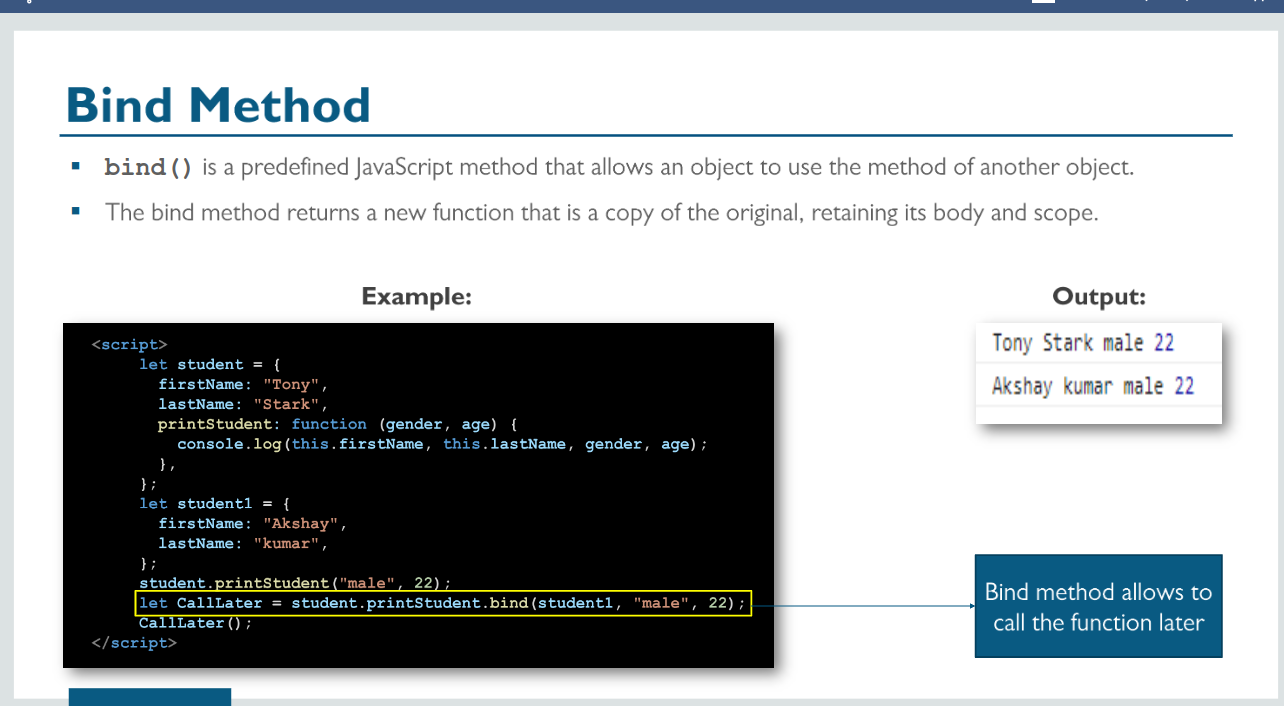 Bind Method
▪ bind() is a predefined JavaScript method that allows an object to use the method of another object.
▪ The bind method returns a new function that is a copy of the original, retaining its body and scope.
Example:
<script>
let student = {
firstName: "Tony",
lastName: "Stark",
printStudent: function (gender, age) {
console.log(this.firstName, this.lastName, gender, age);
},
};
let student1 = {
firstName: "Akshay",
lastName: "kumar",
};
student.printStudent("male", 22);
let CallLater = student.printStudent.bind(student1, "male", 22);
CallLater();
</script>
Output:
Tony Stark male 22
Akshay kumar male 22
Bind method allows to
call the function later